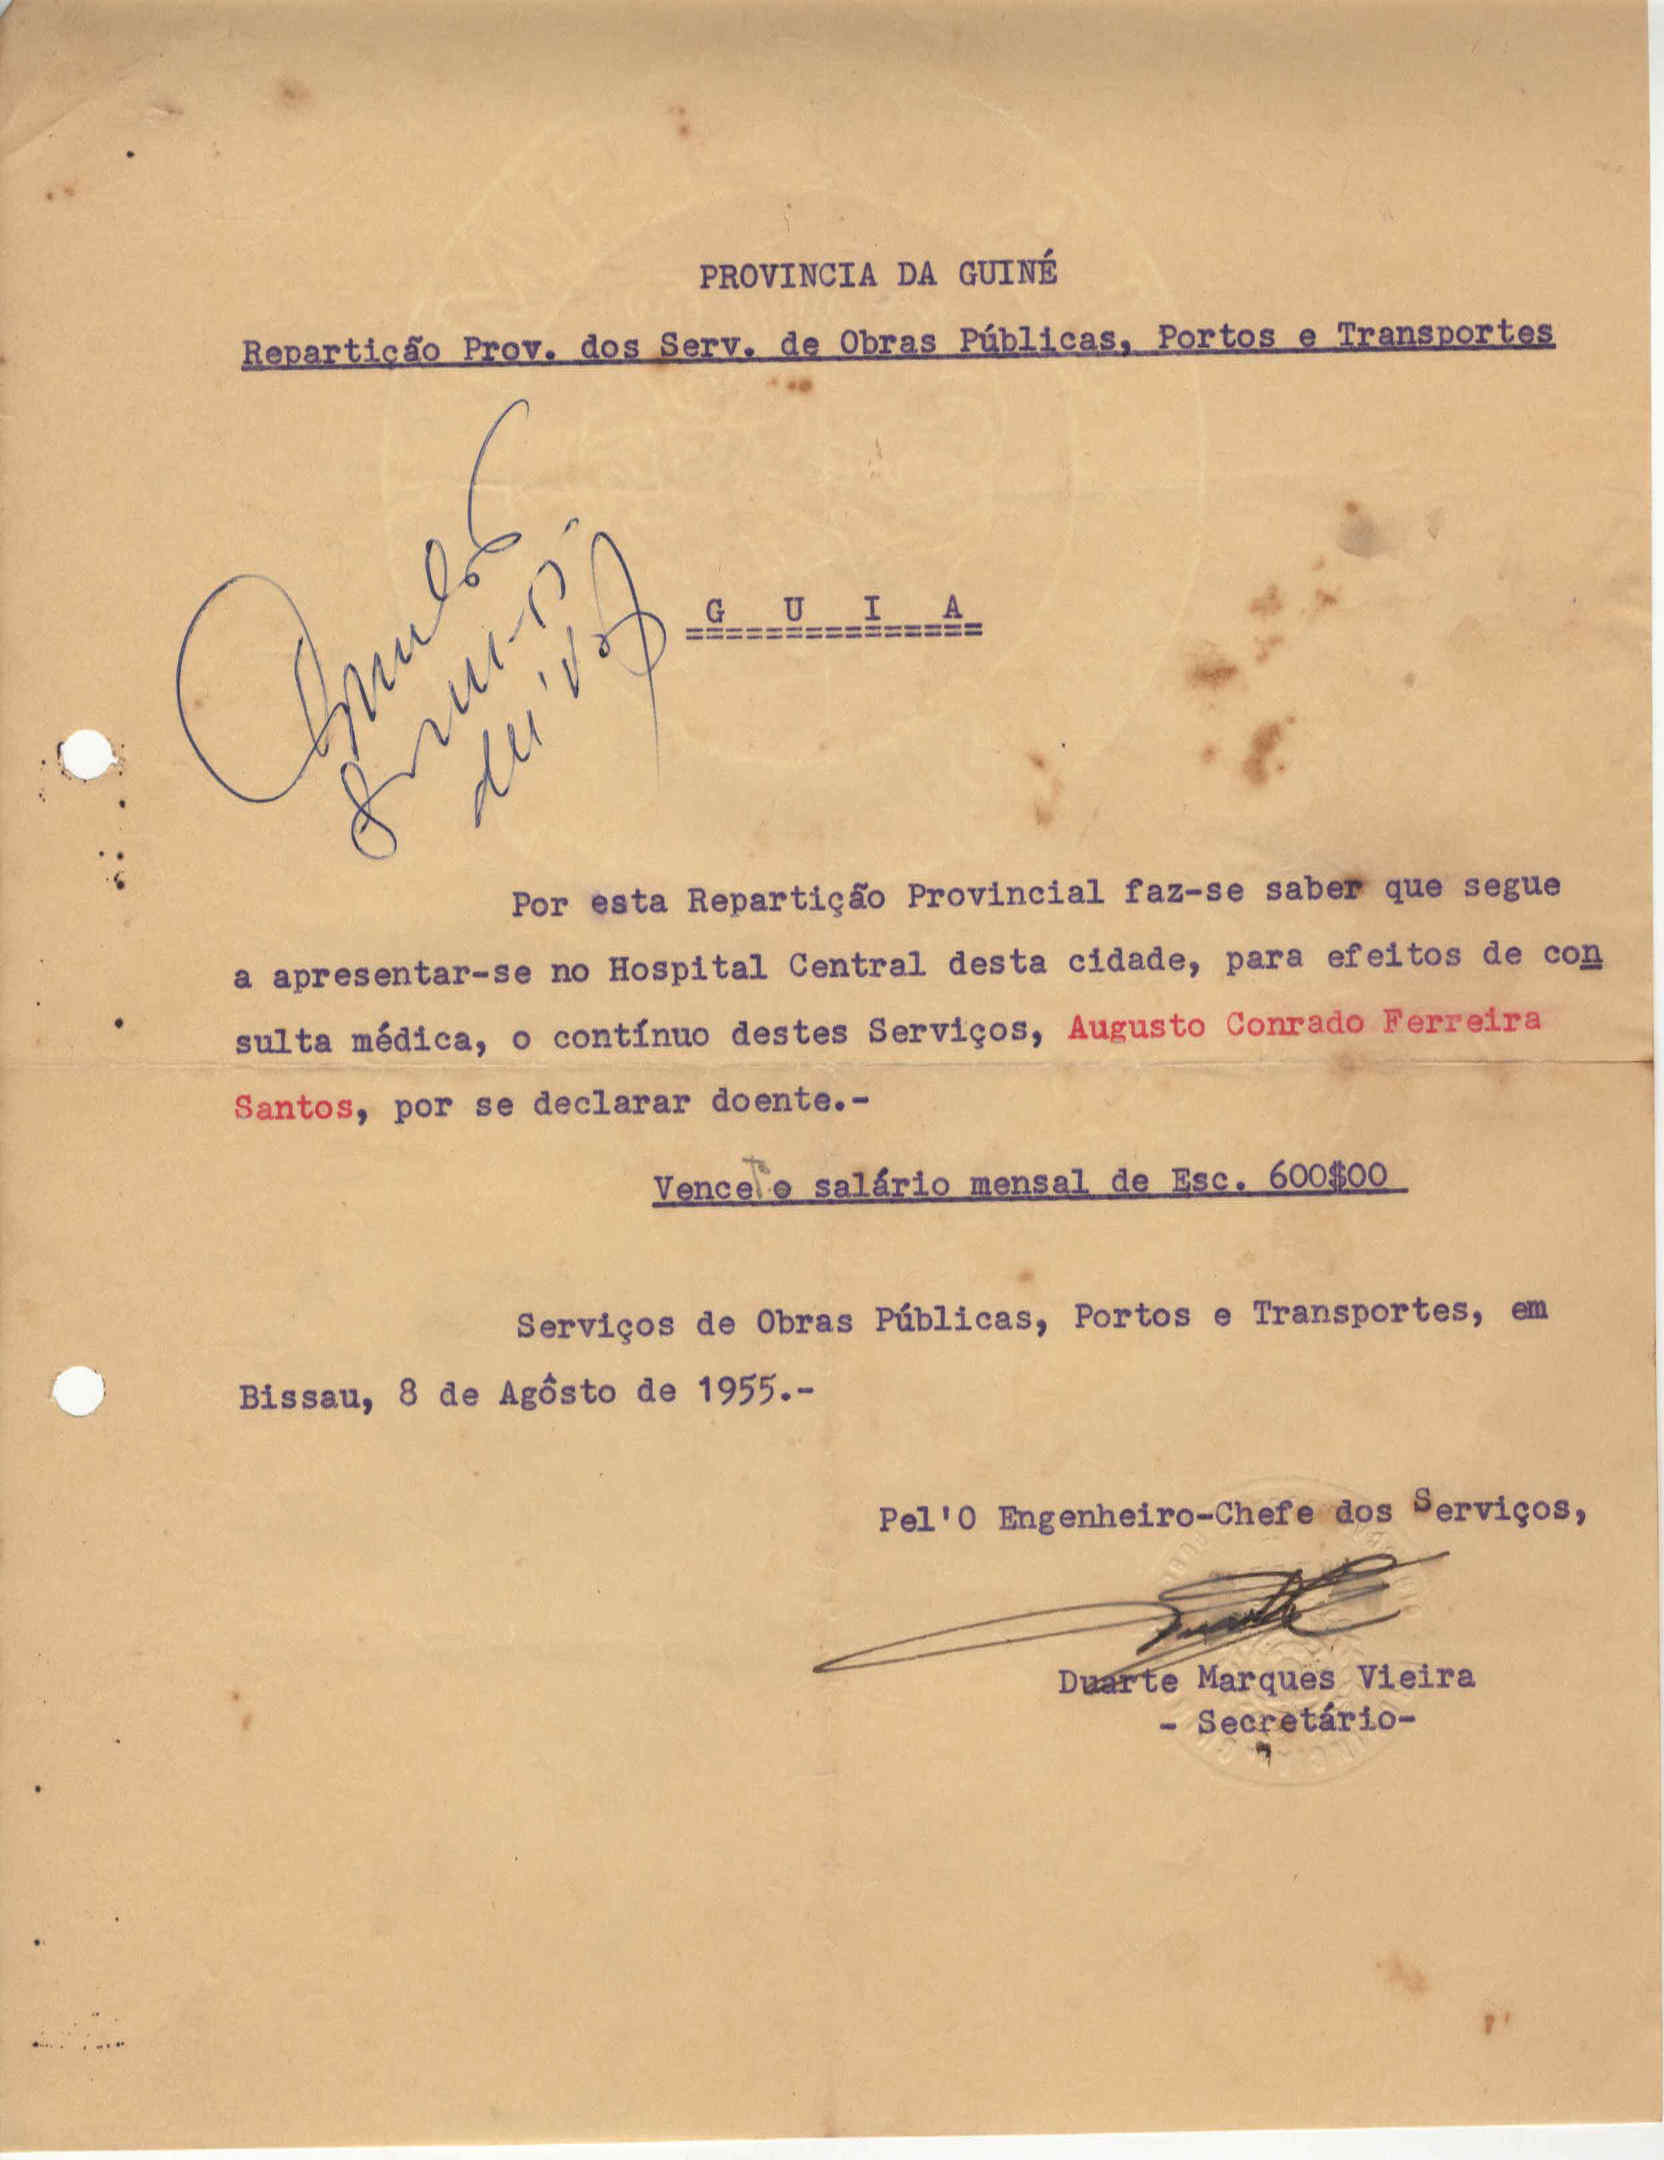 PROVINCIA DA GUINÉ
Repartição Prov. dos Serv. de Obras Públicas, Portos e Transportes
G U I A
Por esta Repartição Provincial faz-se saber que segue
a apresentar-se no Hospital Central desta cidade, para efeitos de con
sulta médica, o contínuo destes Serviços, Augusto Conrado Ferreira
Santos, por se declarar doente.-
Vence o salário mensal de Esc. 600$00
Serviços de Obras Públicas, Portos e Transportes, em
Bissau, 8 de Agôsto de 1955.-
Pel'O Engenheiro-Chefe dos Serviços,
Duarte Marques Vieira
- Secretário-